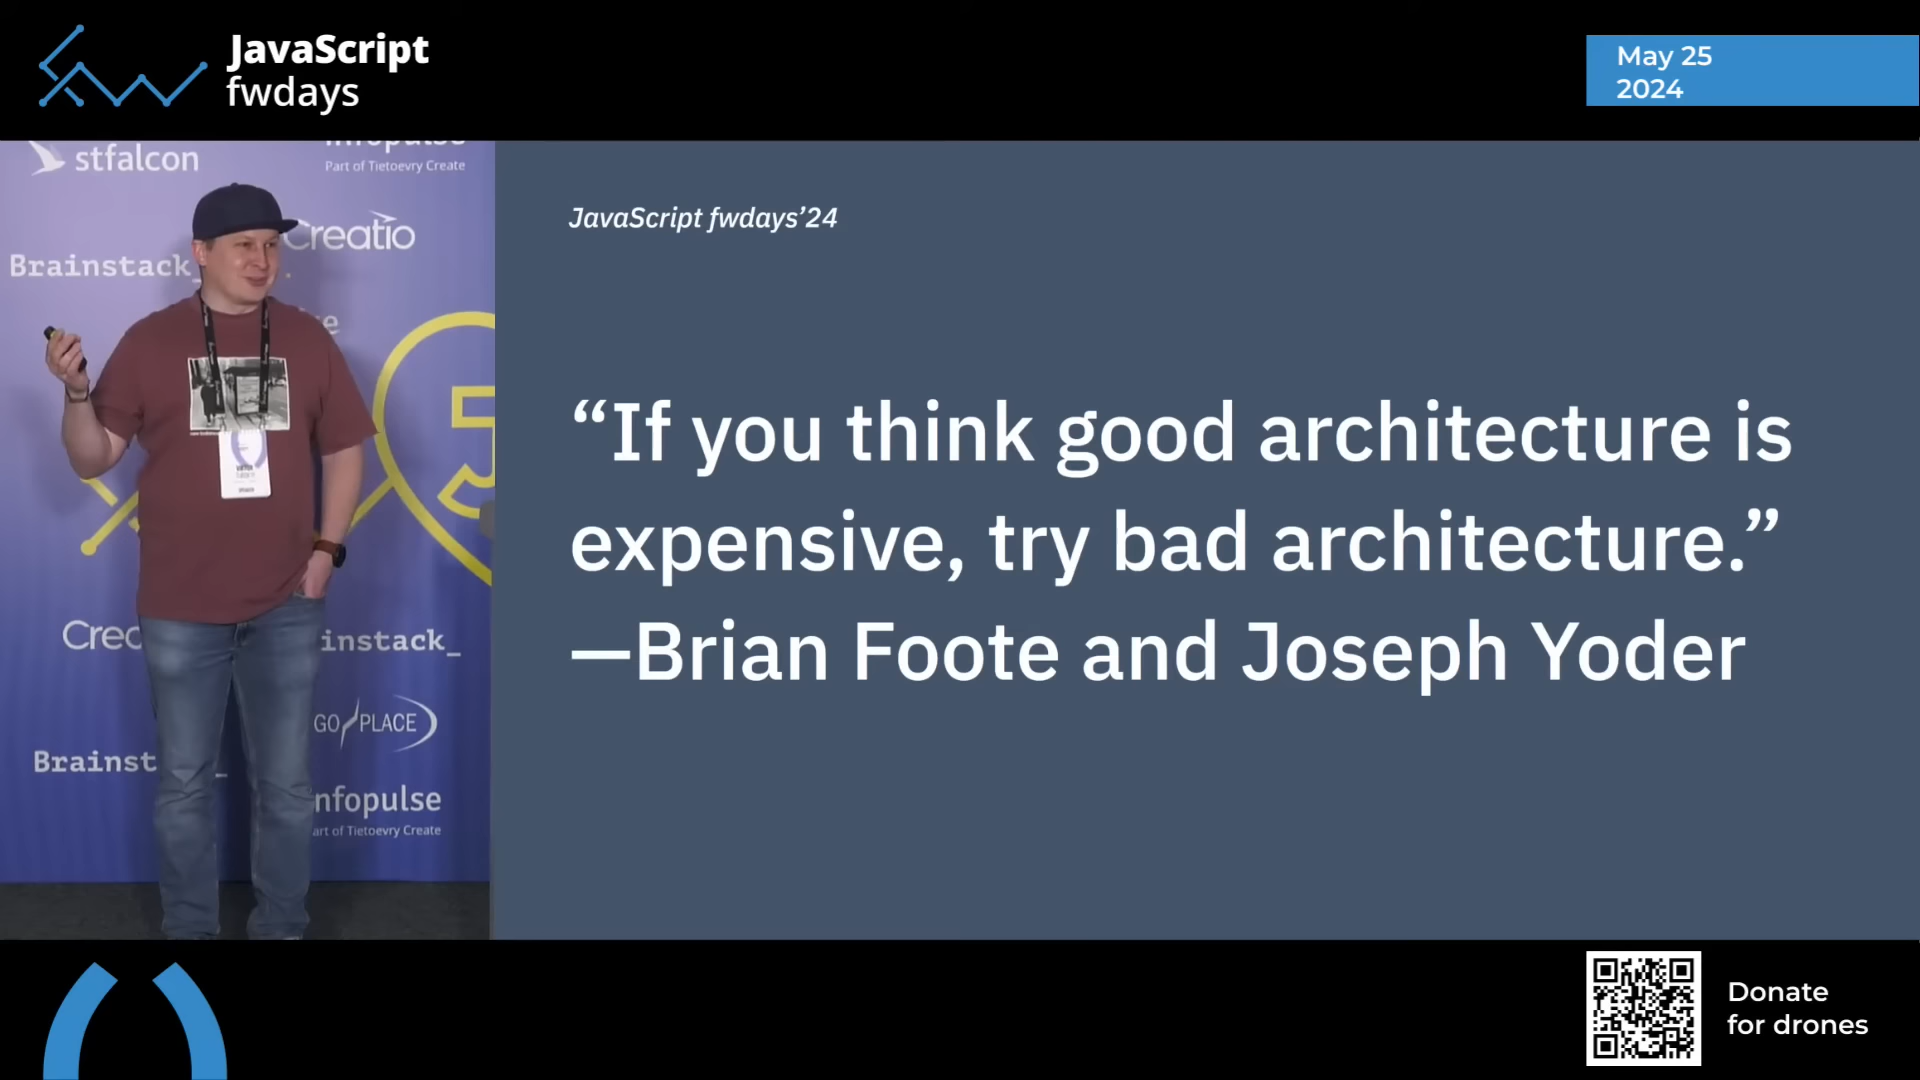 JavaScript
fwdays
May 25
2024
stfalcon
infopulse
Part of Tietoevry Create
Creatio
Brainstack_
JavaScript fwdays’24
“If you think good architecture is
expensive, try bad architecture.”
—Brian Foote and Joseph Yoder
Crea
instack_
GO PLACE
Brainst
_
nfopulse
art of Tietoevry Create
Donate
for drones